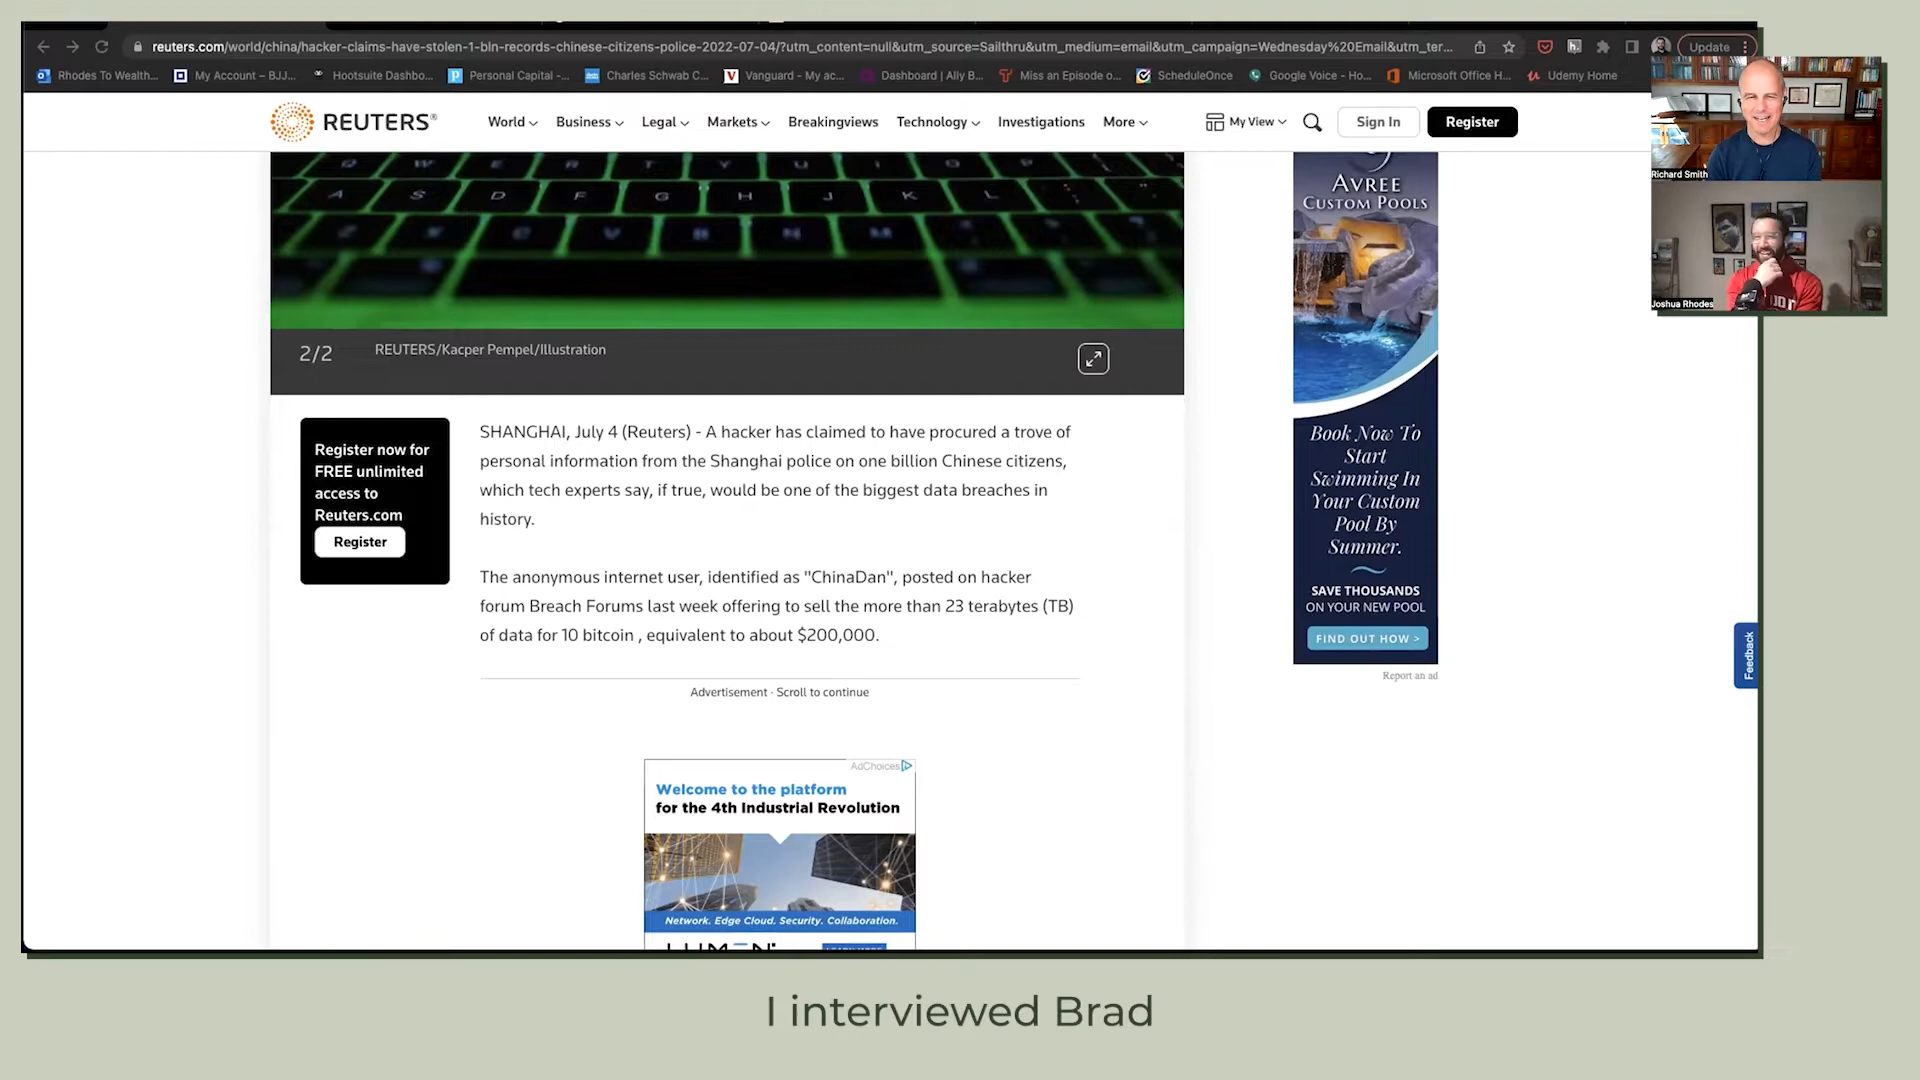 reuters.com/world/china/hacker-claims-have-stolen-1-bln-records-chinese-citizens-police-2022-07-04/?utm_content=null&utm_source=Sailthru&utm_medium=email&utm_campaign=Wednesday%20Email&utm_ter...
Update
Rhodes To Wealth...
My Account – BJJ...
Hootsuite Dashbo...
Personal Capital -...
Charles Schwab C...
Vanguard - My ac...
Dashboard | Ally B...
Miss an Episode o...
ScheduleOnce
Google Voice - Ho...
Microsoft Office H...
Udemy Home
REUTERS®
World
Business
Legal
Markets
Breakingviews
Technology
Investigations
More
My View
Sign In
Register
Richard Smith
Joshua Rhodes
Q W E R T Y U I O P
A S D F G H J K L
2/2
REUTERS/Kacper Pempel/Illustration
Register now for
FREE unlimited
access to
Reuters.com
Register
SHANGHAI, July 4 (Reuters) - A hacker has claimed to have procured a trove of
personal information from the Shanghai police on one billion Chinese citizens,
which tech experts say, if true, would be one of the biggest data breaches in
history.
The anonymous internet user, identified as "ChinaDan", posted on hacker
forum Breach Forums last week offering to sell the more than 23 terabytes (TB)
of data for 10 bitcoin , equivalent to about $200,000.
Advertisement · Scroll to continue
AdChoices
Welcome to the platform
for the 4th Industrial Revolution
Network. Edge Cloud. Security. Collaboration.
LUMEN
AVREE
CUSTOM POOLS
Book Now To
Start
Swimming In
Your Custom
Pool By
Summer.
SAVE THOUSANDS
ON YOUR NEW POOL
FIND OUT HOW >
Report an ad
Feedback
I interviewed Brad